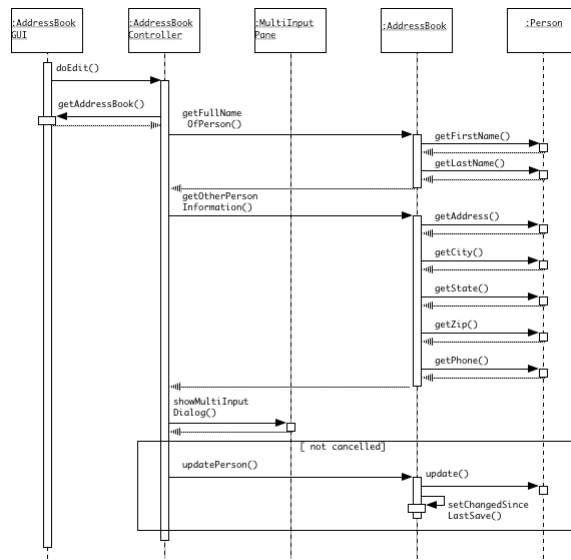 :AddressBook
GUI
:AddressBook
Controller
:MultiInput
Pane
:AddressBook
:Person
doEdit()
getAddressBook()
getFullName
OfPerson()
getFirstName()
getLastName()
getOtherPerson
Information()
getAddress()
getCity()
getState()
getZip()
getPhone()
showMultiInput
Dialog()
[ not cancelled]
updatePerson()
update()
setChangedSince
LastSave()